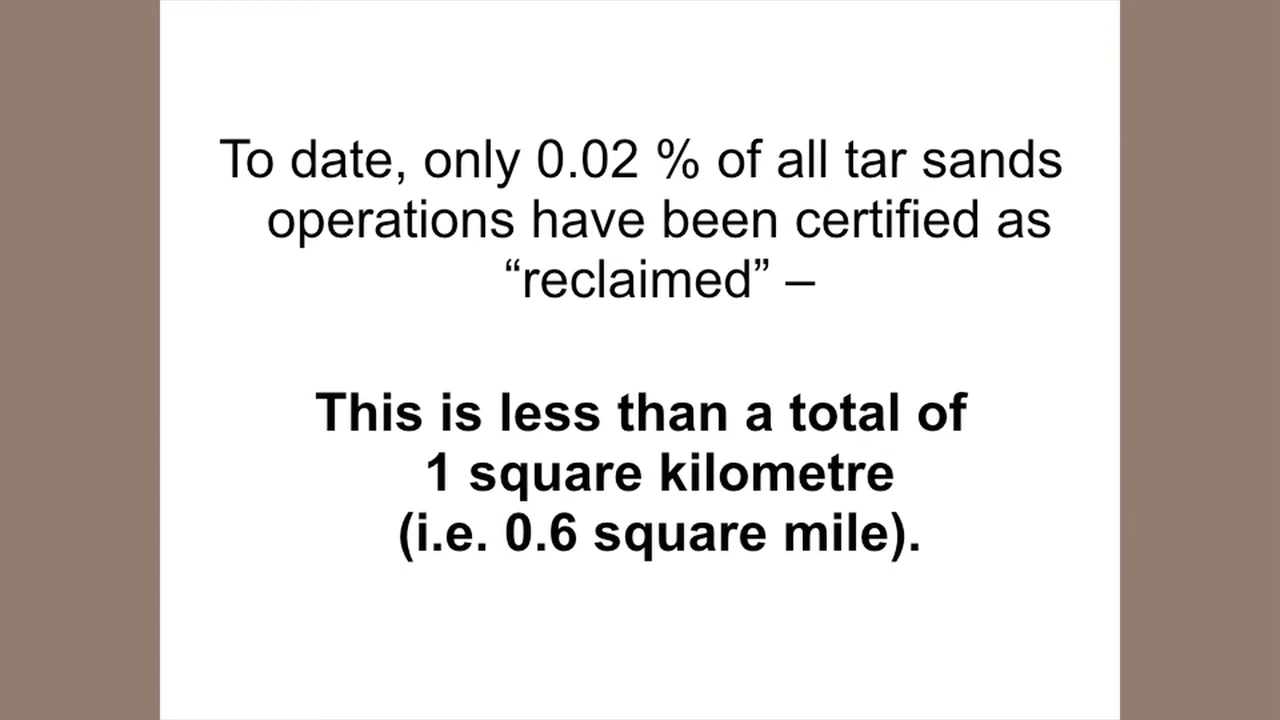 To date, only 0.02 % of all tar sands
operations have been certified as
“reclaimed” –
This is less than a total of
1 square kilometre
(i.e. 0.6 square mile).